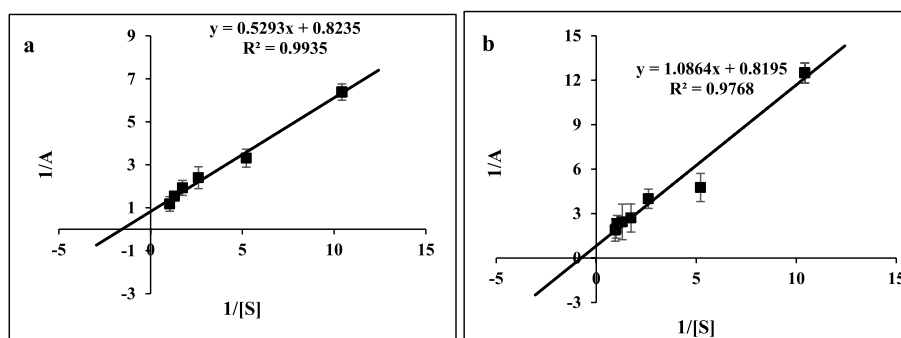 a
y = 0.5293x + 0.8235
R² = 0.9935
9
7
5
3
1
-1
-3
-5
0
5
10
15
1/A
1/[S]
b
y = 1.0864x + 0.8195
R² = 0.9768
15
12
9
6
3
0
-3
-5
0
5
10
15
1/A
1/[S]